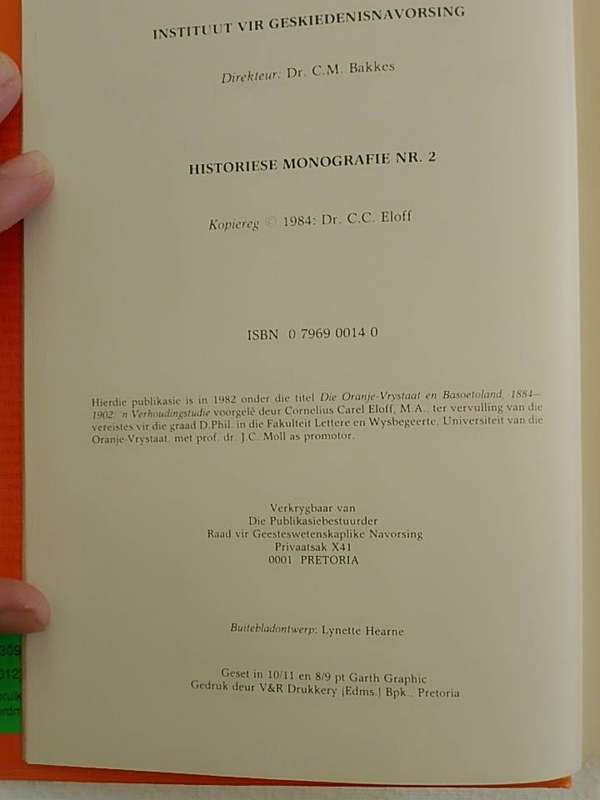 INSTITUUT VIR GESKIEDENISNAVORSING
Direkteur: Dr. C.M. Bakkes
HISTORIESE MONOGRAFIE NR. 2
Kopiereg © 1984: Dr. C.C. Eloff
ISBN 0 7969 0014 0
Hierdie publikasie is in 1982 onder die titel Die Oranje-Vrystaat en Basoetoland, 1884–
1902; 'n Verhoudingstudie voorgelê deur Cornelius Carel Eloff, M.A., ter vervulling van die
vereistes vir die graad D.Phil. in die Fakulteit Lettere en Wysbegeerte, Universiteit van die
Oranje-Vrystaat, met prof. dr. J.C. Moll as promotor.
Verkrygbaar van
Die Publikasiebestuurder
Raad vir Geesteswetenskaplike Navorsing
Privaatsak X41
0001 PRETORIA
Buitebladontwerp: Lynette Hearne
Geset in 10/11 en 8/9 pt Garth Graphic
Gedruk deur V&R Drukkery (Edms.) Bpk., Pretoria
309